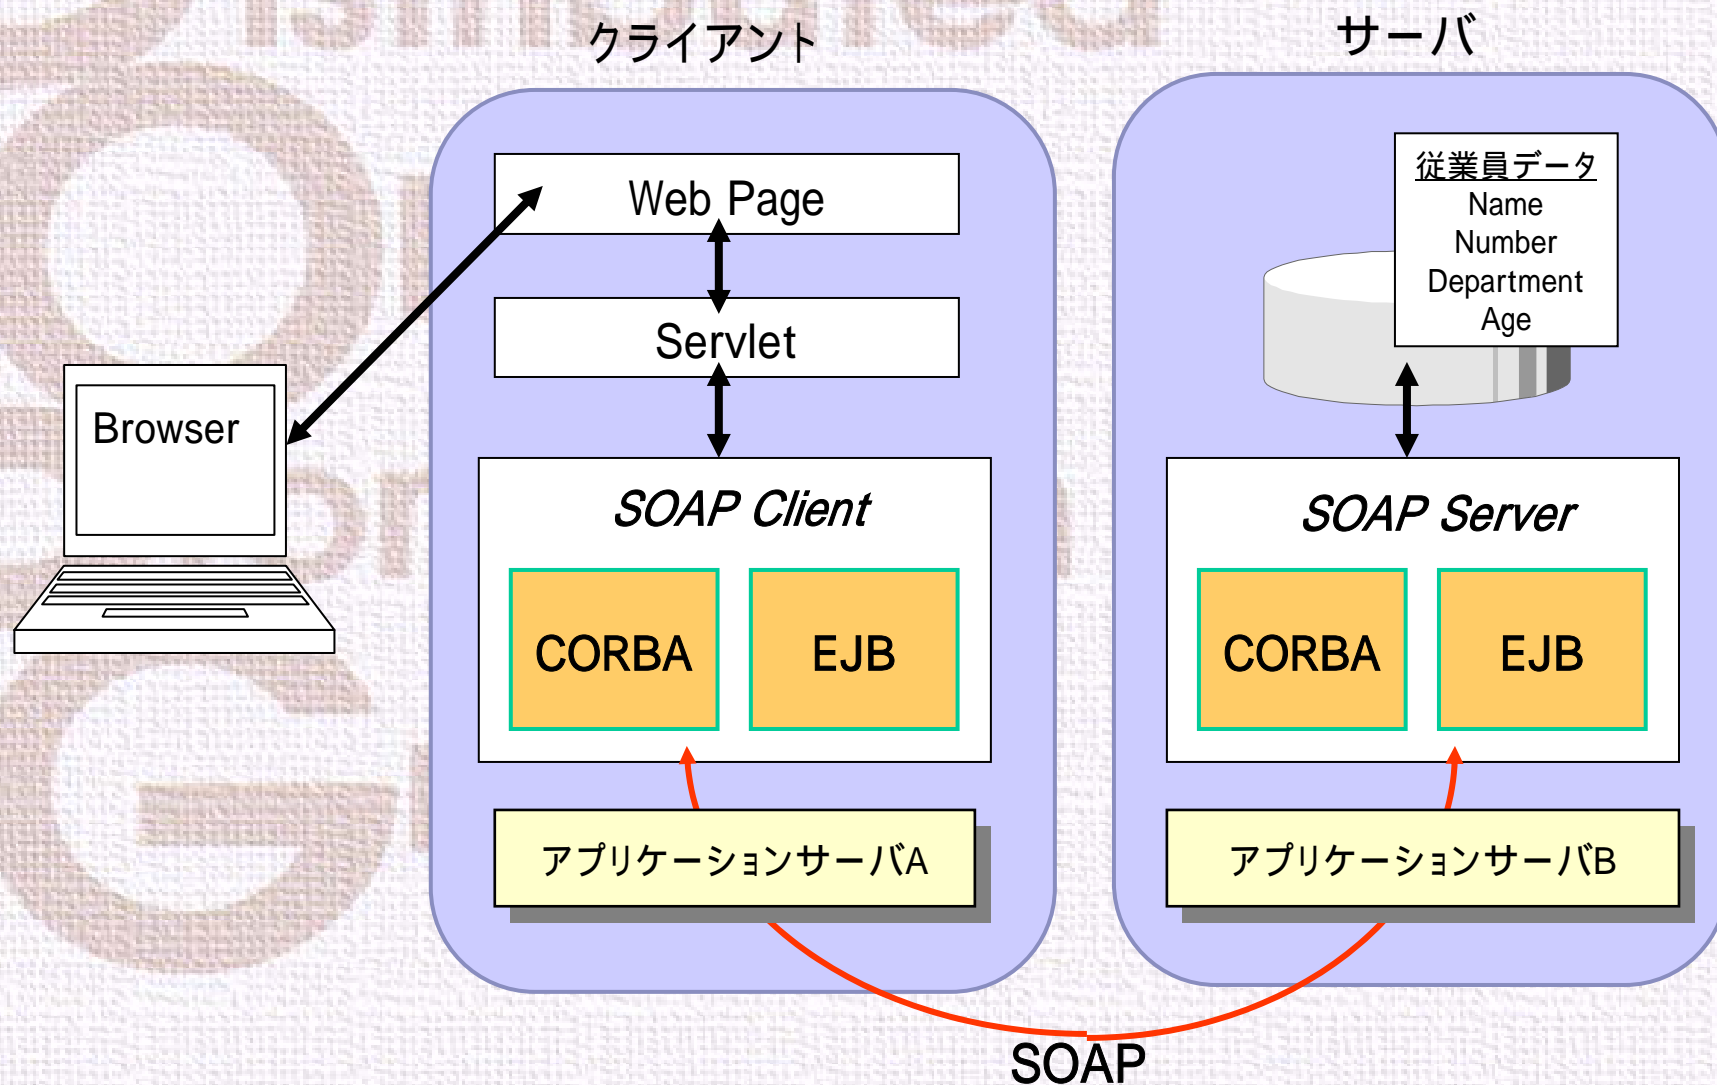 クライアント
サーバ
Web Page
Servlet
Browser
SOAP Client
CORBA
EJB
アプリケーションサーバA
従業員データ
Name
Number
Department
Age
SOAP Server
CORBA
EJB
アプリケーションサーバB
SOAP